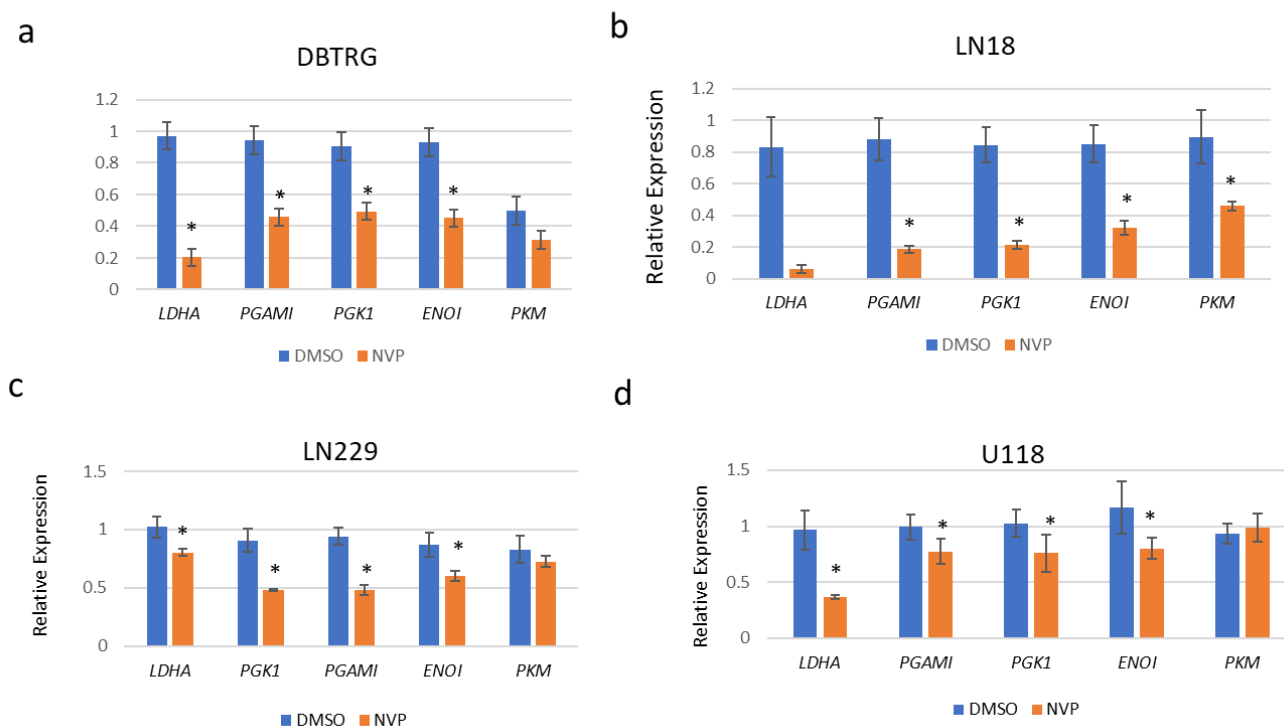 a
DBTRG
1.2
1
0.8
0.6
0.4
0.2
0
* * * *
LDHA PGAMI PGK1 ENOI PKM
DMSO NVP
b
LN18
Relative Expression
1.2
1
0.8
0.6
0.4
0.2
0
* * * *
LDHA PGAMI PGK1 ENOI PKM
DMSO NVP
c
LN229
Relative Expression
1.5
1
0.5
0
* * * *
LDHA PGK1 PGAMI ENOI PKM
DMSO NVP
d
U118
Relative Expression
1.5
1
0.5
0
* * * *
LDHA PGAMI PGK1 ENOI PKM
DMSO NVP